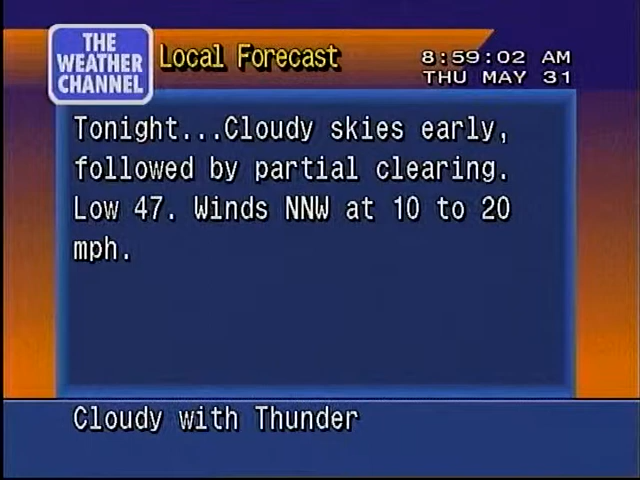 THE
WEATHER
CHANNEL
Local Forecast
8:59:02 AM
THU MAY 31
Tonight...Cloudy skies early,
followed by partial clearing.
Low 47. Winds NNW at 10 to 20
mph.
Cloudy with Thunder